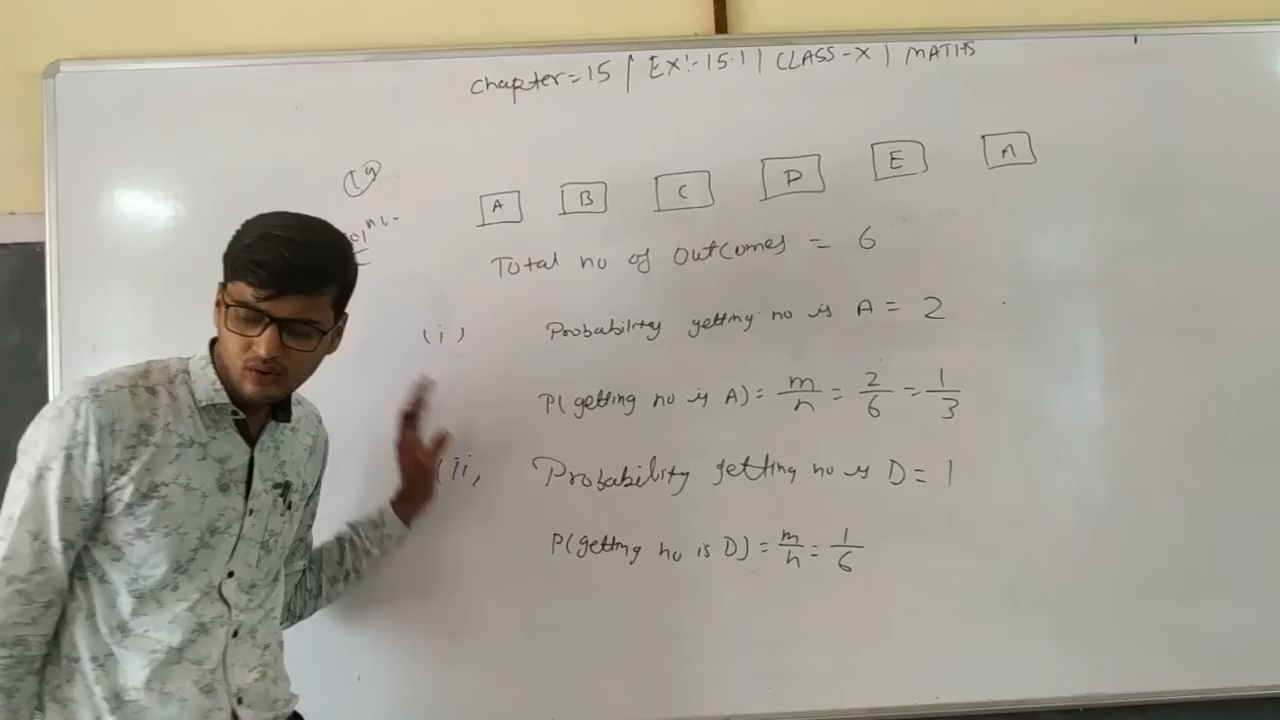 Chapter=15 | EX:-15.1 | CLASS-X | MATHS
19
A B C D E A
Total no of outcomes = 6
(i) Probability getting no is A = 2
P(getting no is A) = m/n = 2/6 = 1/3
(ii) Probability getting no is D = 1
P(getting no is D) = m/n = 1/6